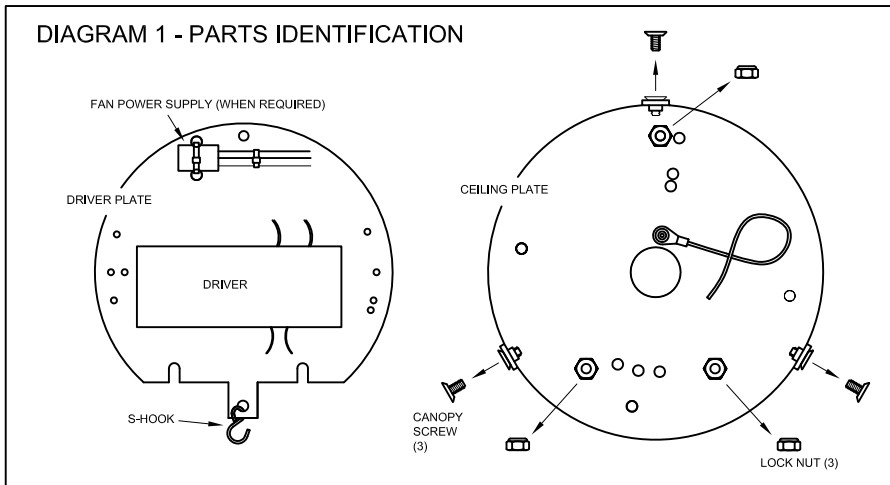 DIAGRAM 1 - PARTS IDENTIFICATION
FAN POWER SUPPLY (WHEN REQUIRED)
DRIVER PLATE
DRIVER
S-HOOK
CEILING PLATE
CANOPY
SCREW
(3)
LOCK NUT (3)